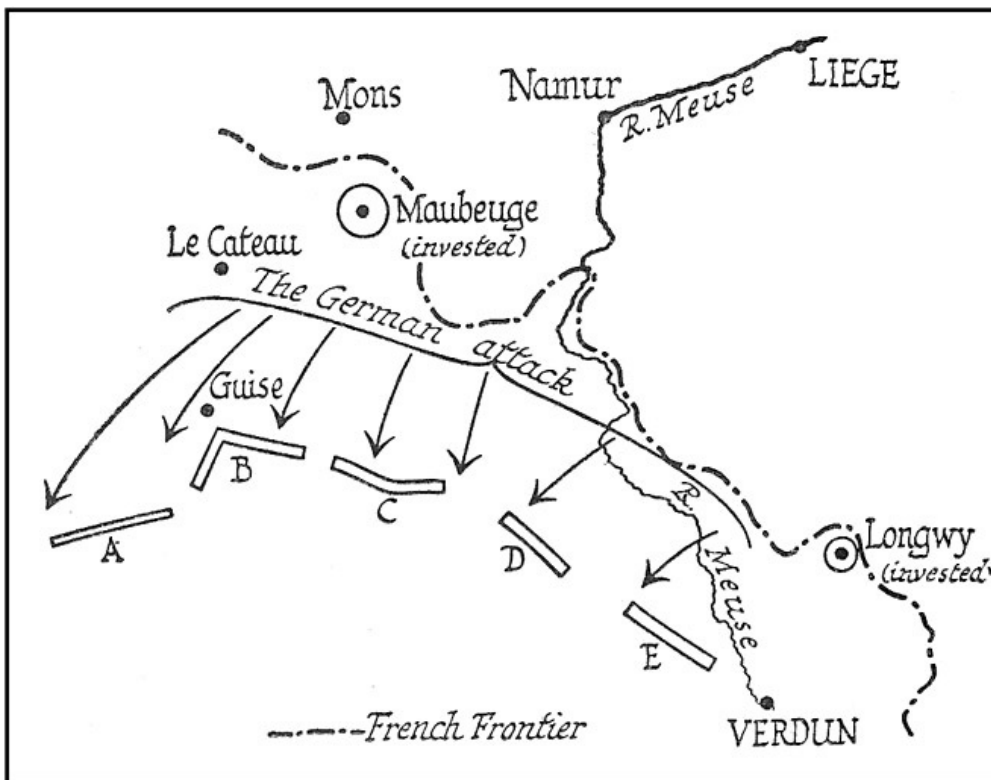 LIEGE
Namur
R. Meuse
Mons
Maubeuge
(invested)
Le Cateau
The German attack
Guise
B
C
A
D
R. Meuse
Longwy
(invested)
E
VERDUN
French Frontier